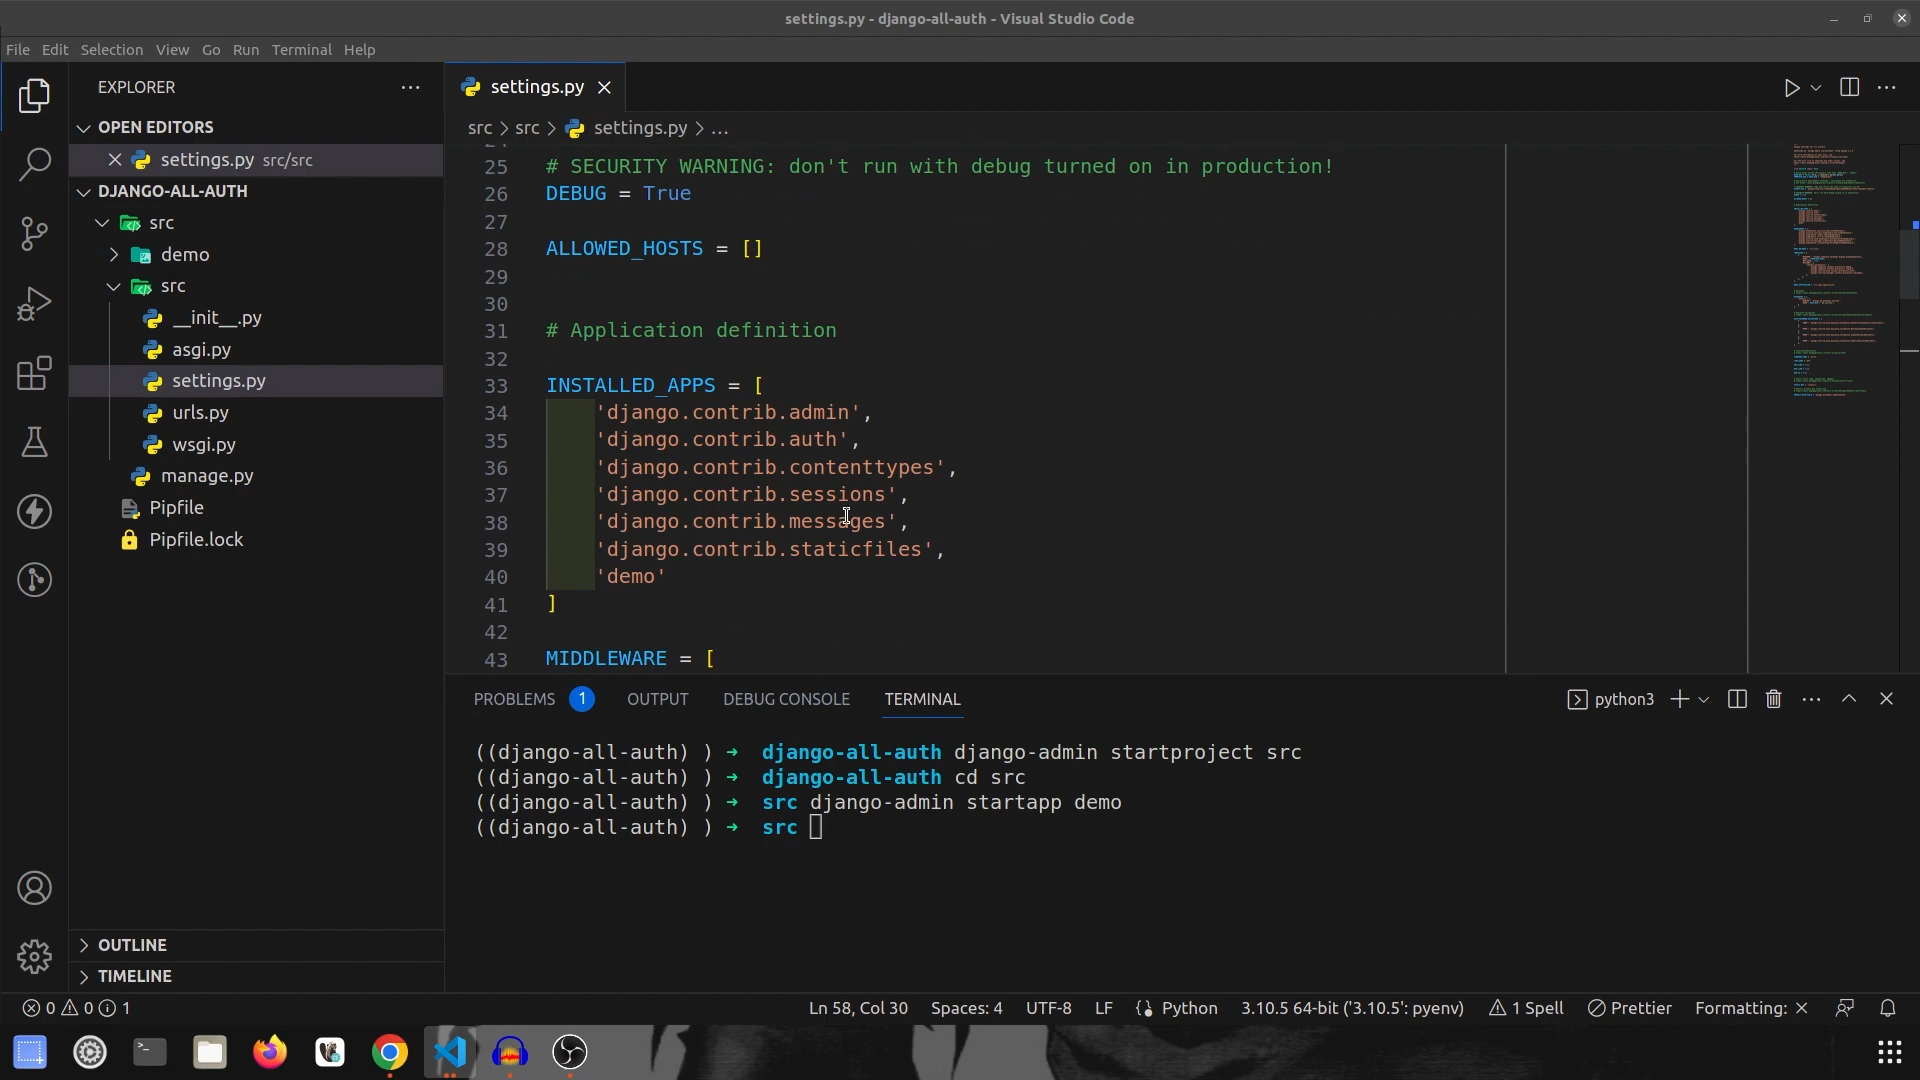 settings.py - django-all-auth - Visual Studio Code
File Edit Selection View Go Run Terminal Help
EXPLORER
OPEN EDITORS
settings.py src/src
DJANGO-ALL-AUTH
src
demo
src
__init__.py
asgi.py
settings.py
urls.py
wsgi.py
manage.py
Pipfile
Pipfile.lock
OUTLINE
TIMELINE
settings.py
src > src > settings.py > ...
25 # SECURITY WARNING: don't run with debug turned on in production!
26 DEBUG = True
27
28 ALLOWED_HOSTS = []
29
30
31 # Application definition
32
33 INSTALLED_APPS = [
34 'django.contrib.admin',
35 'django.contrib.auth',
36 'django.contrib.contenttypes',
37 'django.contrib.sessions',
38 'django.contrib.messages',
39 'django.contrib.staticfiles',
40 'demo'
41 ]
42
43 MIDDLEWARE = [
PROBLEMS 1 OUTPUT DEBUG CONSOLE TERMINAL python3
((django-all-auth) ) ➜ django-all-auth django-admin startproject src
((django-all-auth) ) ➜ django-all-auth cd src
((django-all-auth) ) ➜ src django-admin startapp demo
((django-all-auth) ) ➜ src
0 0 1 Ln 58, Col 30 Spaces: 4 UTF-8 LF Python 3.10.5 64-bit ('3.10.5': pyenv) 1 Spell Prettier Formatting: ×